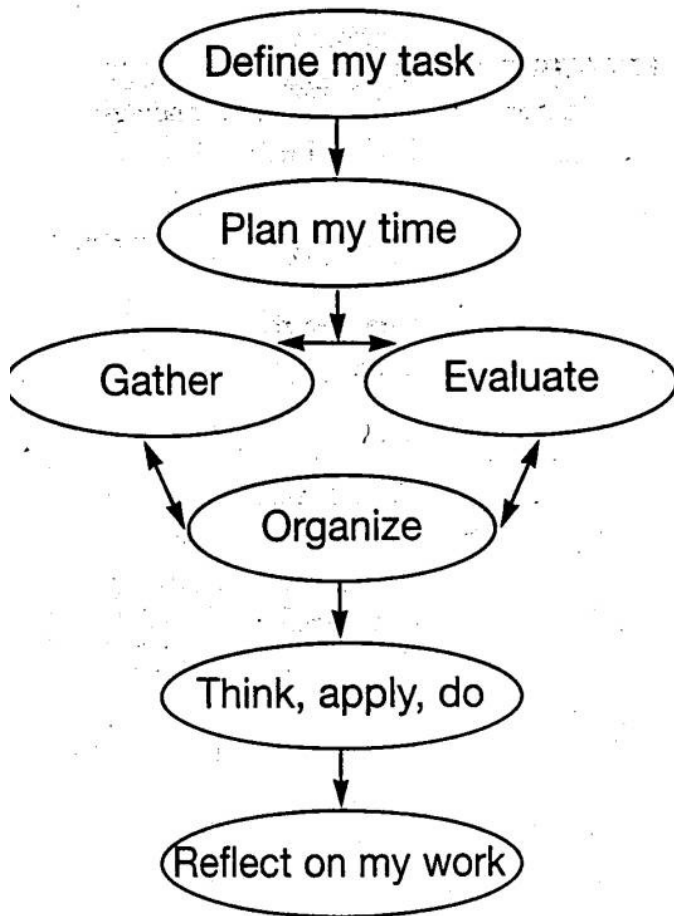 Define my task
Plan my time
Gather
Evaluate
Organize
Think, apply, do
Reflect on my work